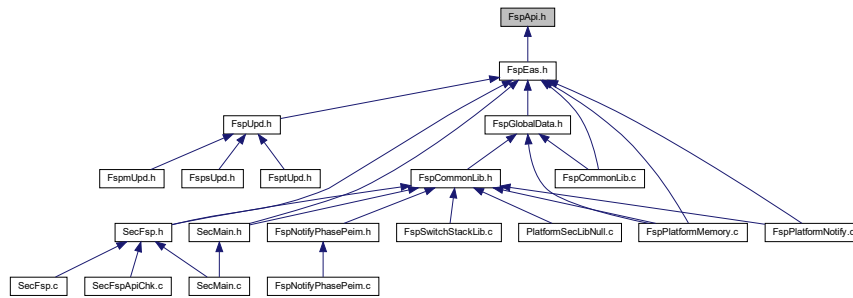 FspApi.h
FspEas.h
FspUpd.h
FspGlobalData.h
FspmUpd.h
FspsUpd.h
FsptUpd.h
FspCommonLib.h
FspCommonLib.c
SecFsp.h
SecMain.h
FspNotifyPhasePeim.h
FspSwitchStackLib.c
PlatformSecLibNull.c
FspPlatformMemory.c
FspPlatformNotify.c
SecFsp.c
SecFspApiChk.c
SecMain.c
FspNotifyPhasePeim.c